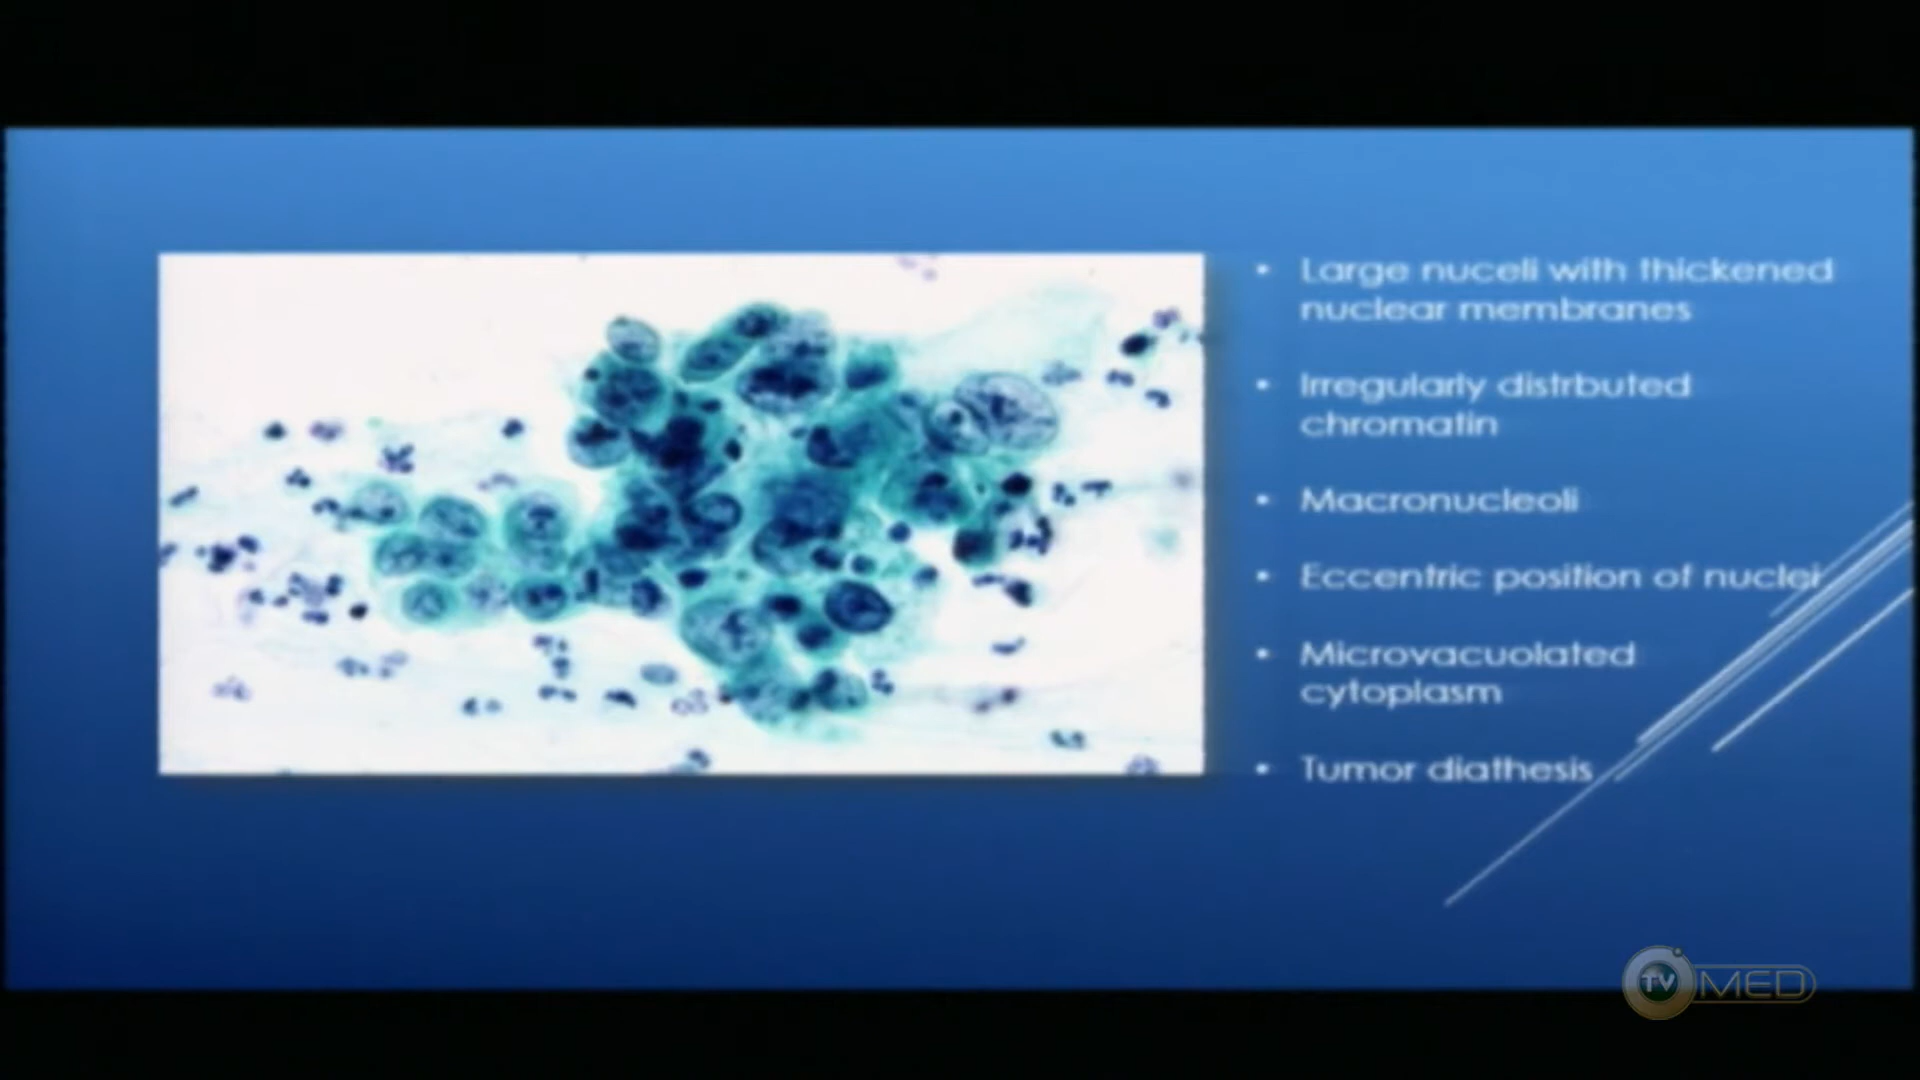 • Large nuceli with thickened
nuclear membranes
• Irregularly distrbuted
chromatin
• Macronucleoli
• Eccentric position of nuclei
• Microvacuolated
cytoplasm
• Tumor diathesis
TV MED